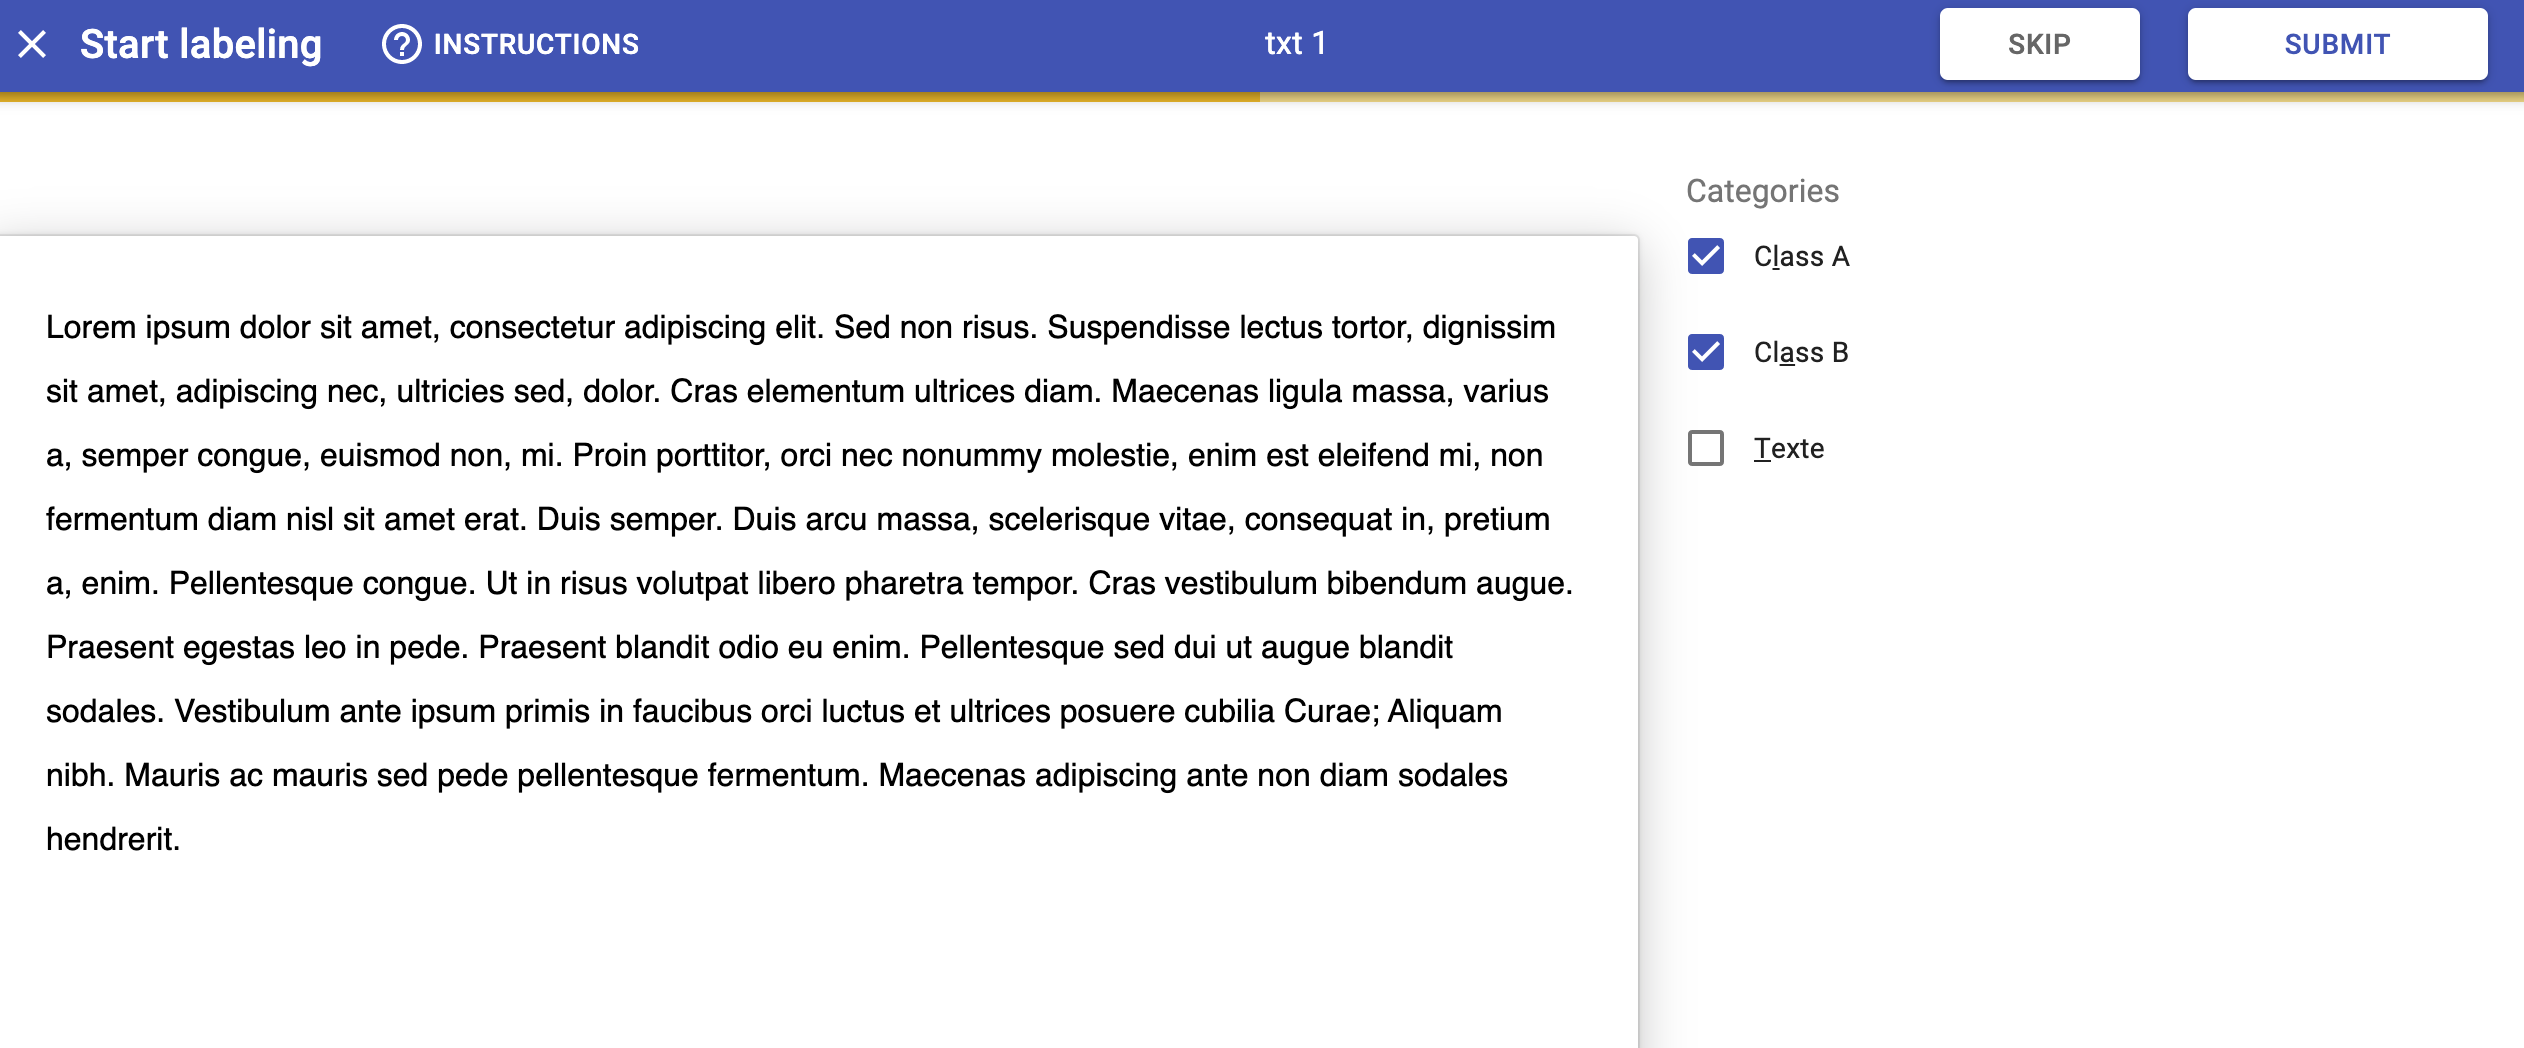 Start labeling
INSTRUCTIONS
txt 1
SKIP
SUBMIT
Categories
Class A
Class B
Texte
Lorem ipsum dolor sit amet, consectetur adipiscing elit. Sed non risus. Suspendisse lectus tortor, dignissim
sit amet, adipiscing nec, ultricies sed, dolor. Cras elementum ultrices diam. Maecenas ligula massa, varius
a, semper congue, euismod non, mi. Proin porttitor, orci nec nonummy molestie, enim est eleifend mi, non
fermentum diam nisl sit amet erat. Duis semper. Duis arcu massa, scelerisque vitae, consequat in, pretium
a, enim. Pellentesque congue. Ut in risus volutpat libero pharetra tempor. Cras vestibulum bibendum augue.
Praesent egestas leo in pede. Praesent blandit odio eu enim. Pellentesque sed dui ut augue blandit
sodales. Vestibulum ante ipsum primis in faucibus orci luctus et ultrices posuere cubilia Curae; Aliquam
nibh. Mauris ac mauris sed pede pellentesque fermentum. Maecenas adipiscing ante non diam sodales
hendrerit.